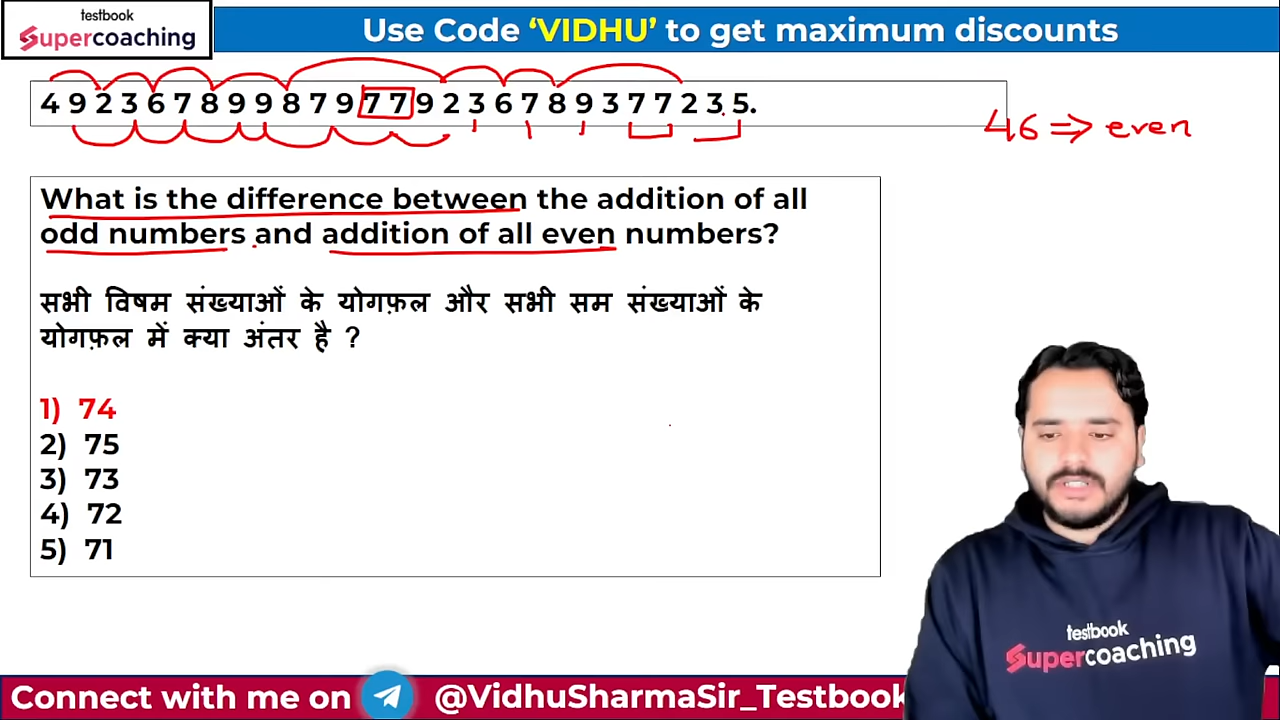 testbook
Supercoaching
Use Code ‘VIDHU’ to get maximum discounts
4 9 2 3 6 7 8 9 9 8 7 9 7 7 9 2 3 6 7 8 9 3 7 7 2 3 5.
46 ⇒ even
What is the difference between the addition of all
odd numbers and addition of all even numbers?
सभी विषम संख्याओं के योगफ़ल और सभी सम संख्याओं के
योगफ़ल में क्या अंतर है ?
1) 74
2) 75
3) 73
4) 72
5) 71
testbook
Supercoaching
Connect with me on @VidhuSharmaSir_Testbook